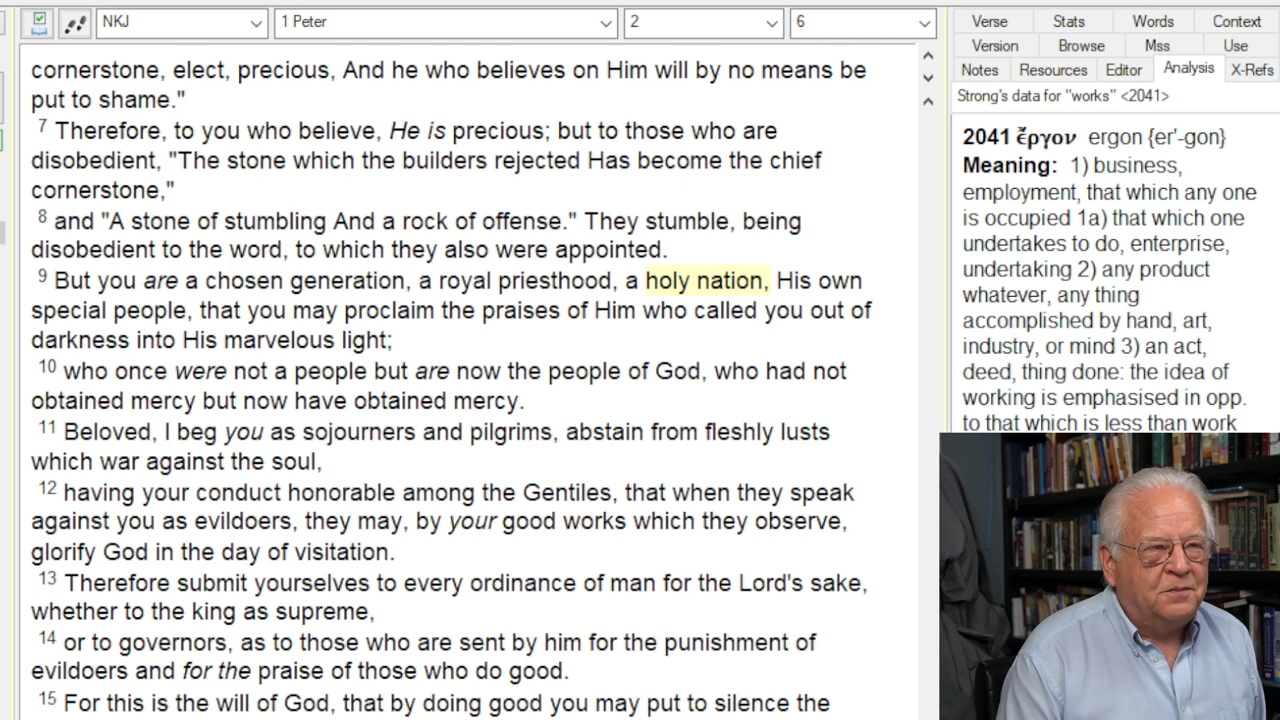 NKJ 1 Peter 2 6
cornerstone, elect, precious, And he who believes on Him will by no means be
put to shame."
7 Therefore, to you who believe, He is precious; but to those who are
disobedient, "The stone which the builders rejected Has become the chief
cornerstone,"
8 and "A stone of stumbling And a rock of offense." They stumble, being
disobedient to the word, to which they also were appointed.
9 But you are a chosen generation, a royal priesthood, a holy nation, His own
special people, that you may proclaim the praises of Him who called you out of
darkness into His marvelous light;
10 who once were not a people but are now the people of God, who had not
obtained mercy but now have obtained mercy.
11 Beloved, I beg you as sojourners and pilgrims, abstain from fleshly lusts
which war against the soul,
12 having your conduct honorable among the Gentiles, that when they speak
against you as evildoers, they may, by your good works which they observe,
glorify God in the day of visitation.
13 Therefore submit yourselves to every ordinance of man for the Lord's sake,
whether to the king as supreme,
14 or to governors, as to those who are sent by him for the punishment of
evildoers and for the praise of those who do good.
15 For this is the will of God, that by doing good you may put to silence the
Verse Stats Words Context
Version Browse Mss Use
Notes Resources Editor Analysis X-Refs
Strong's data for "works" <2041>
2041 ἔργον ergon {er'-gon}
Meaning: 1) business,
employment, that which any one
is occupied 1a) that which one
undertakes to do, enterprise,
undertaking 2) any product
whatever, any thing
accomplished by hand, art,
industry, or mind 3) an act,
deed, thing done: the idea of
working is emphasised in opp.
to that which is less than work